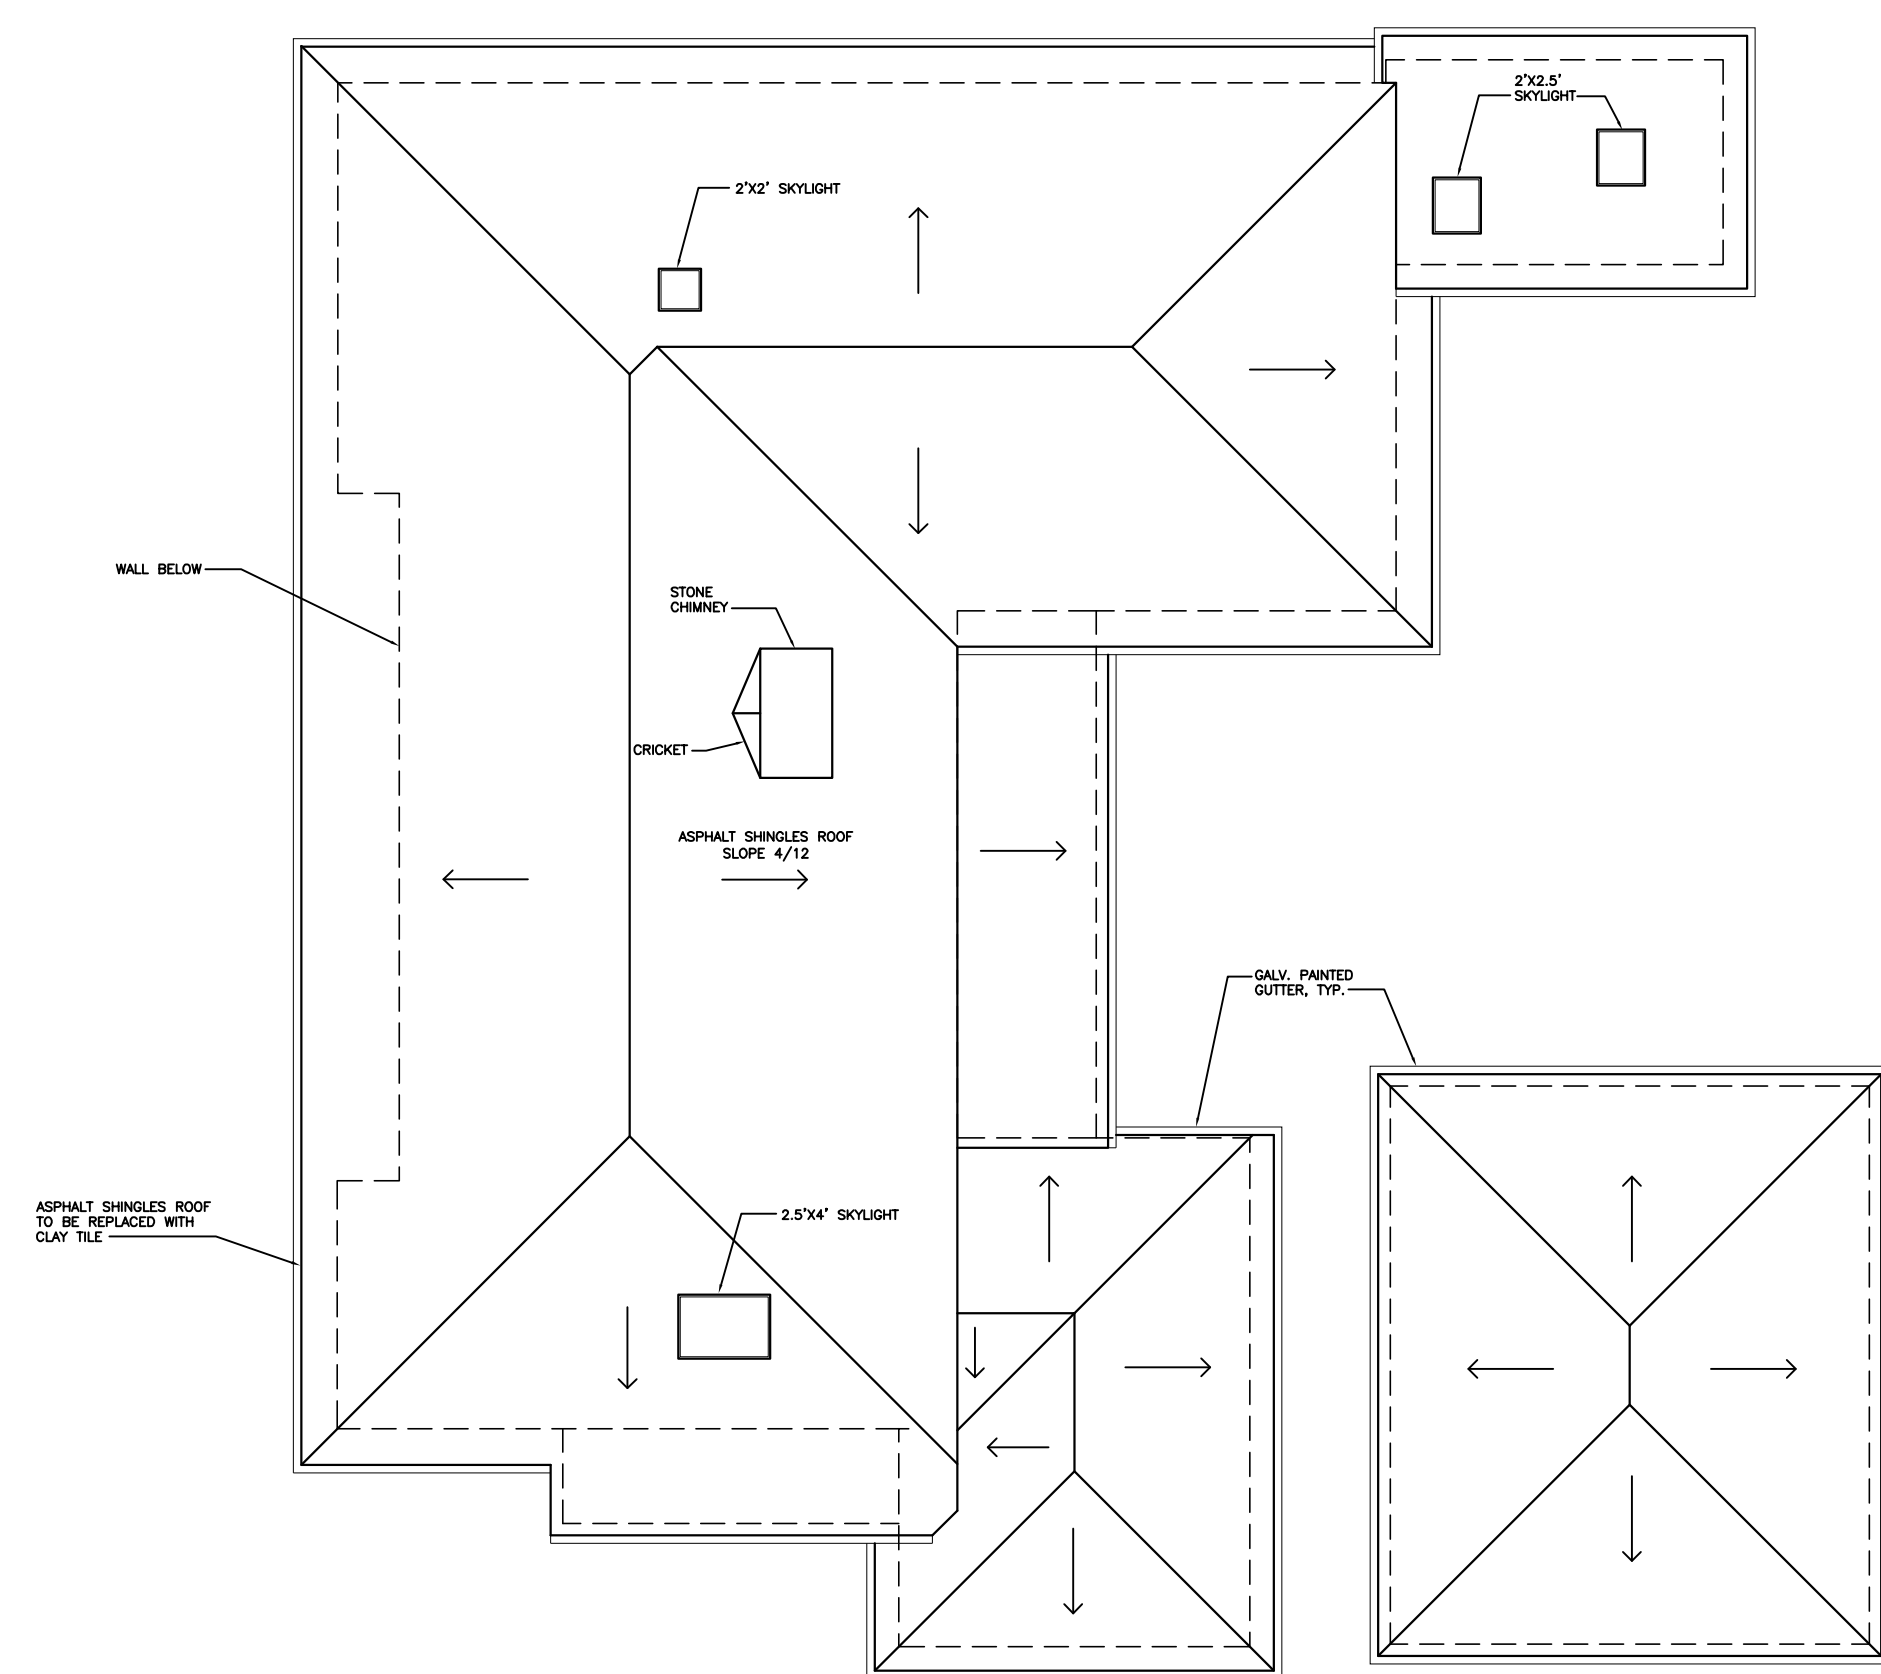 2'X2.5'
SKYLIGHT
2'X2' SKYLIGHT
WALL BELOW
STONE
CHIMNEY
CRICKET
ASPHALT SHINGLES ROOF
SLOPE 4/12
GALV. PAINTED
GUTTER, TYP.
ASPHALT SHINGLES ROOF
TO BE REPLACED WITH
CLAY TILE
2.5'X4' SKYLIGHT